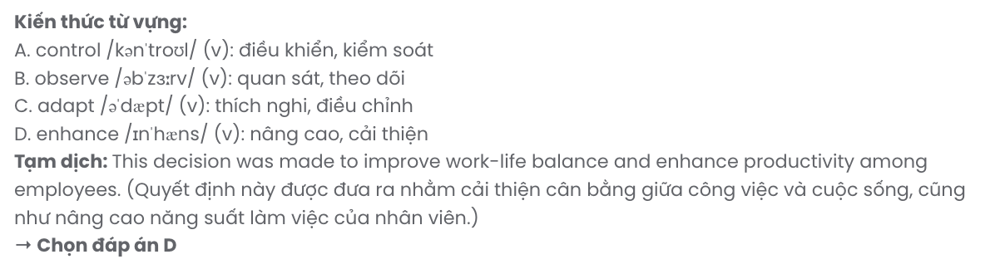 Kiến thức từ vựng:
A. control /kənˈtroʊl/ (v): điều khiển, kiểm soát
B. observe /əbˈzɜːrv/ (v): quan sát, theo dõi
C. adapt /əˈdæpt/ (v): thích nghi, điều chỉnh
D. enhance /ɪnˈhæns/ (v): nâng cao, cải thiện
Tạm dịch: This decision was made to improve work-life balance and enhance productivity among
employees. (Quyết định này được đưa ra nhằm cải thiện cân bằng giữa công việc và cuộc sống, cũng
như nâng cao năng suất làm việc của nhân viên.)
→ Chọn đáp án D